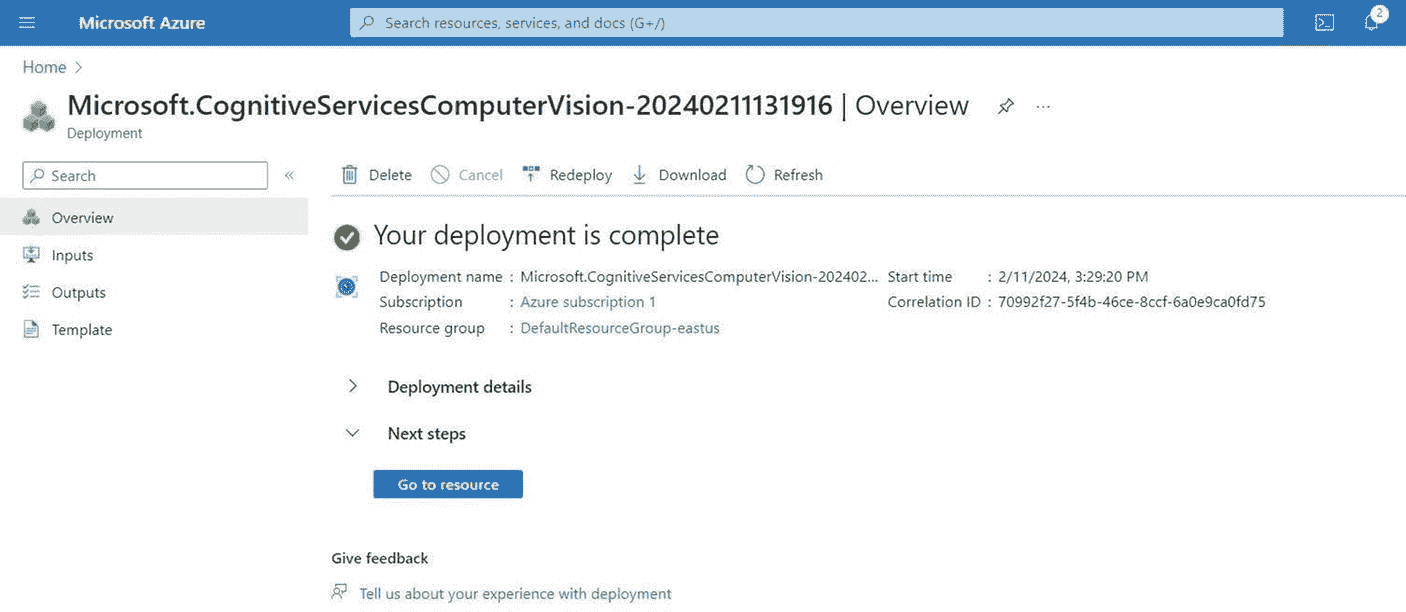 Microsoft Azure
Search resources, services, and docs (G+/)
2
Home >
Microsoft.CognitiveServicesComputerVision-20240211131916 | Overview
Deployment
Search
«
Delete Cancel Redeploy Download Refresh
Overview
Inputs
Outputs
Template
Your deployment is complete
Deployment name : Microsoft.CognitiveServicesComputerVision-202402... Start time : 2/11/2024, 3:29:20 PM
Subscription : Azure subscription 1 Correlation ID : 70992f27-5f4b-46ce-8ccf-6a0e9ca0fd75
Resource group : DefaultResourceGroup-eastus
Deployment details
Next steps
Go to resource
Give feedback
Tell us about your experience with deployment